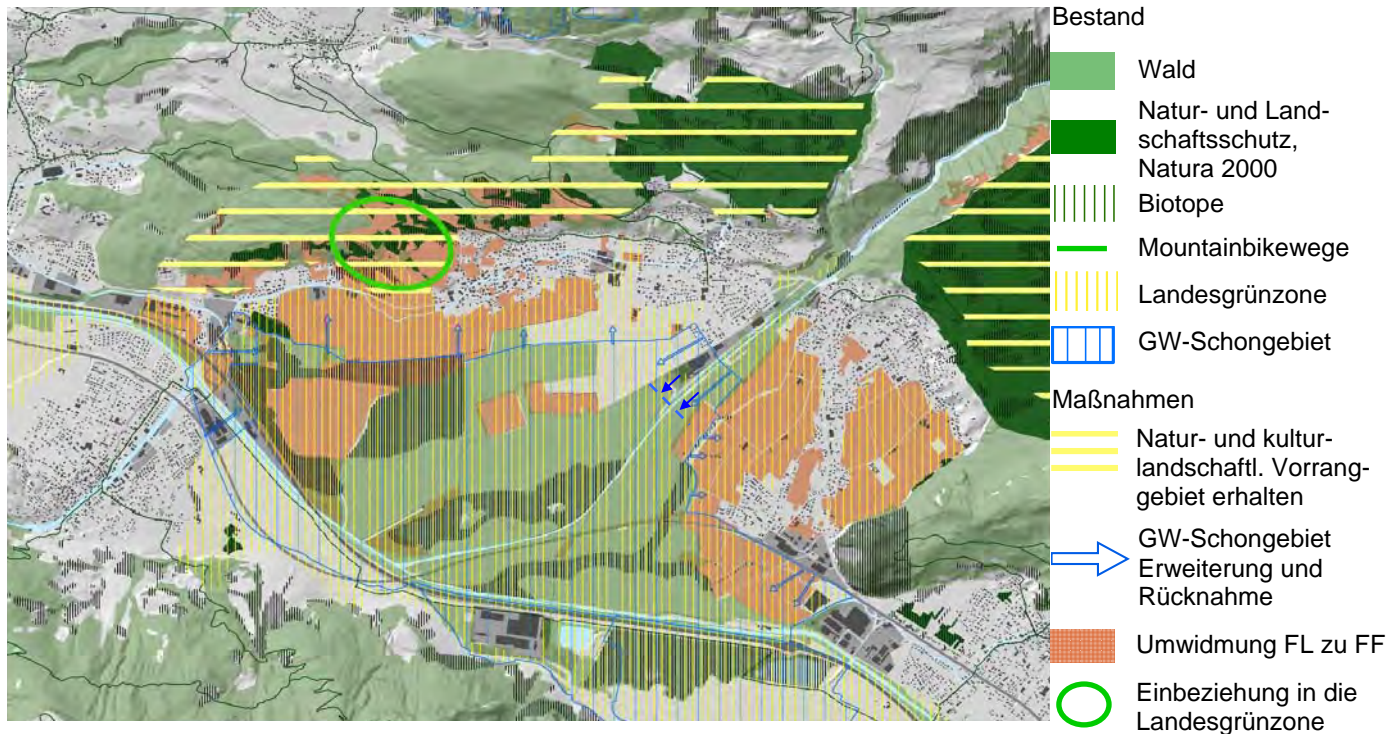 Bestand
Wald
Natur- und Land-
schaftsschutz,
Natura 2000
Biotope
Mountainbikewege
Landesgrünzone
GW-Schongebiet
Maßnahmen
Natur- und kultur-
landschaftl. Vorrang-
gebiet erhalten
GW-Schongebiet
Erweiterung und
Rücknahme
Umwidmung FL zu FF
Einbeziehung in die
Landesgrünzone